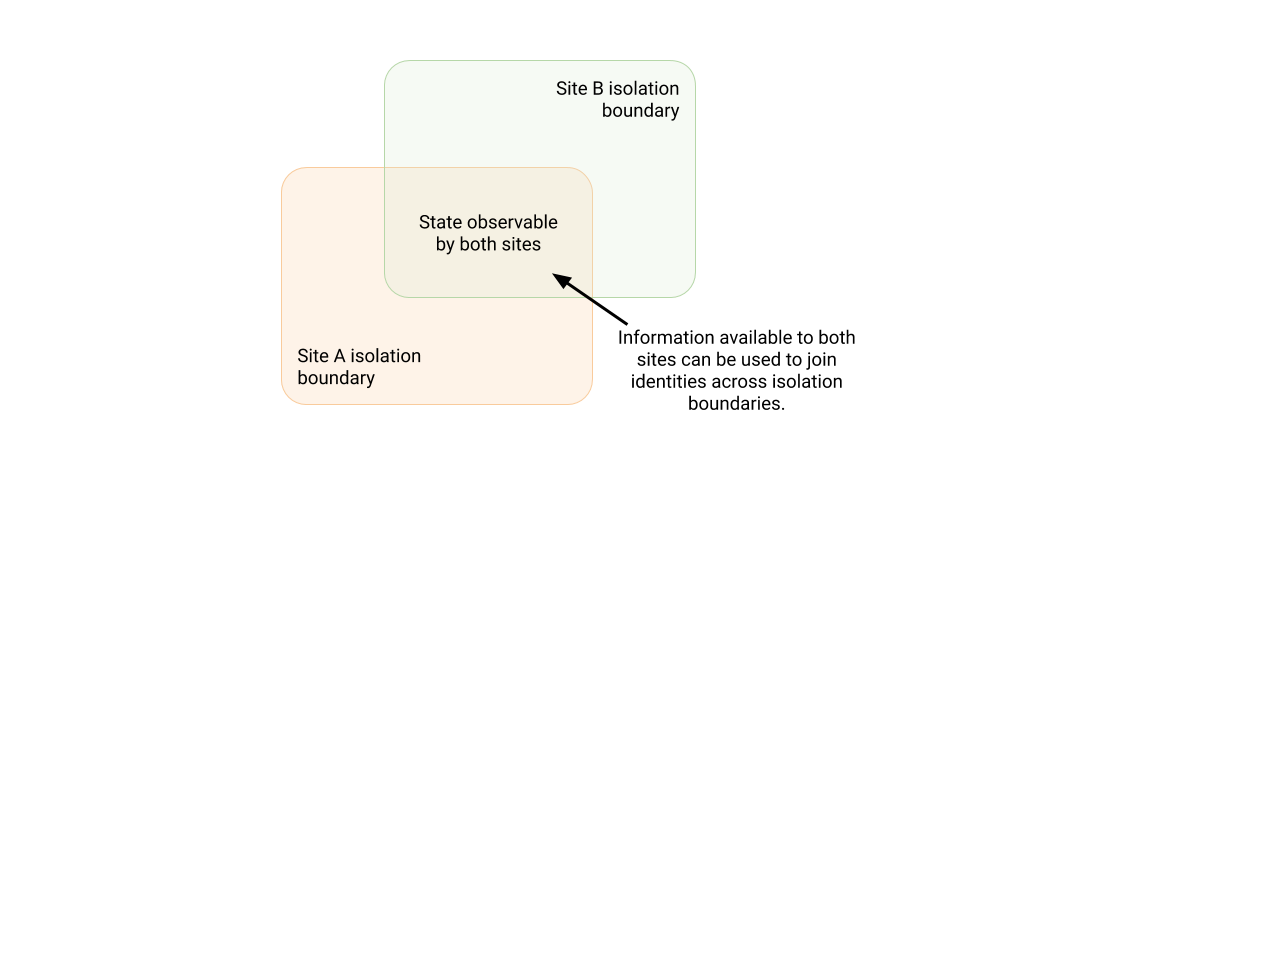 Site B isolation
boundary
State observable
by both sites
Information available to both
sites can be used to join
identities across isolation
boundaries.
Site A isolation
boundary